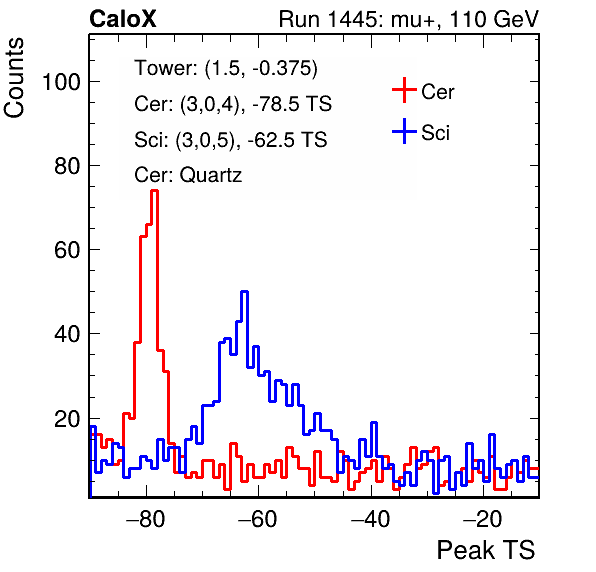 CaloX Run 1445: mu+, 110 GeV
Counts
Tower: (1.5, -0.375)
Cer: (3,0,4), -78.5 TS
Sci: (3,0,5), -62.5 TS
Cer: Quartz
Cer
Sci
100
80
60
40
20
−80 −60 −40 −20
Peak TS